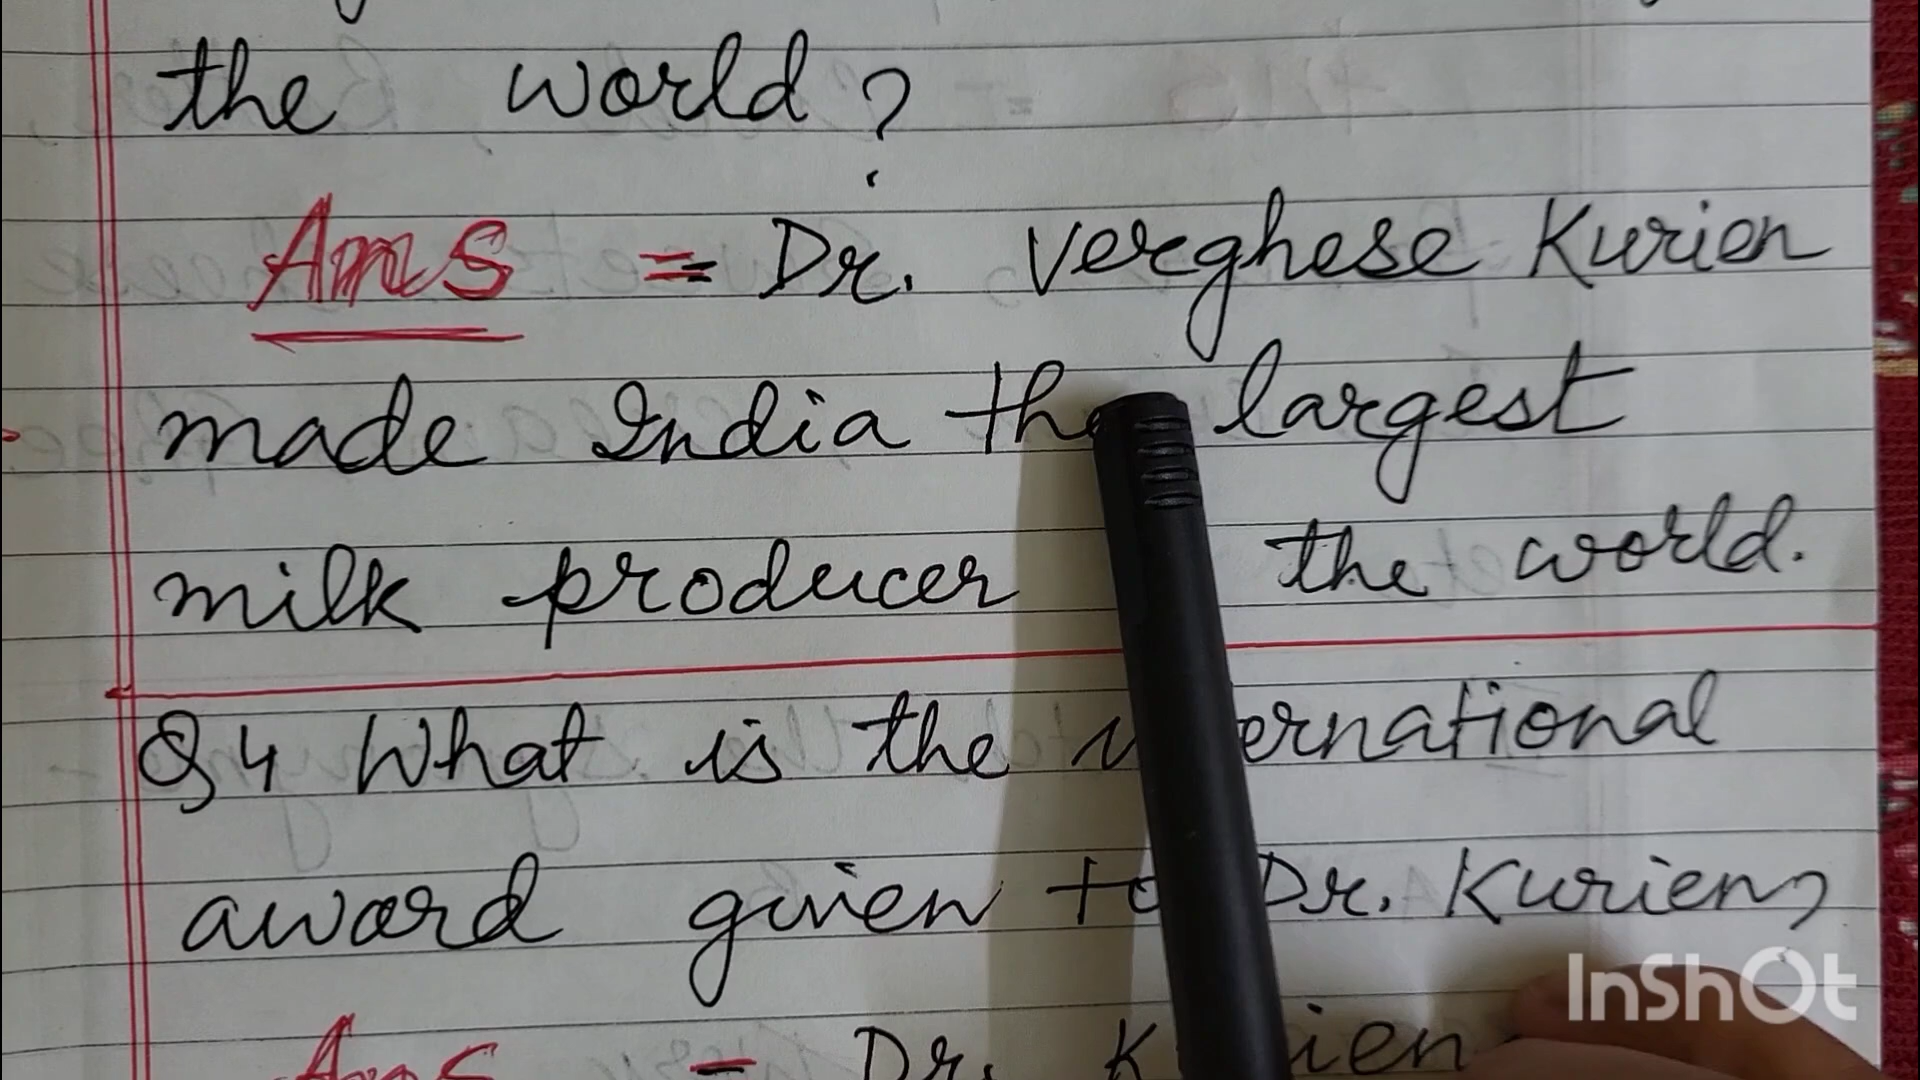 the world?
Ans = Dr. Verghese Kurien
made India the largest
milk producer the world.
Q4 What is the ernational
award given to Dr. Kurien?
Ans = Dr. K ien
InShOt